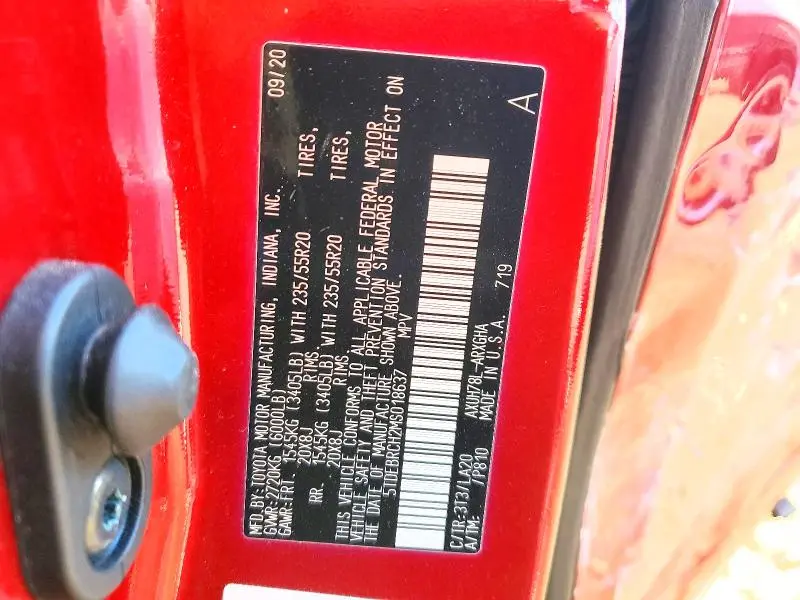 MFD.BY:TOYOTA MOTOR MANUFACTURING, INDIANA, INC. 09/20
GVWR:2720KG (6000LB)
GAWR:FRT 1545KG (3405LB) WITH 235/55R20 TIRES,
20X8J RIMS
RR. 1545KG (3405LB) WITH 235/55R20 TIRES,
20X8J RIMS
THIS VEHICLE CONFORMS TO ALL APPLICABLE FEDERAL MOTOR
VEHICLE SAFETY AND THEFT PREVENTION STANDARDS IN EFFECT ON
THE DATE OF MANUFACTURE SHOWN ABOVE.
5TDEBRCH2MS018637 MPV
C/TR:3T3/LA20 AXUH78L-ARXGHA
A/TM: /P810 MADE IN U.S.A. 719 A